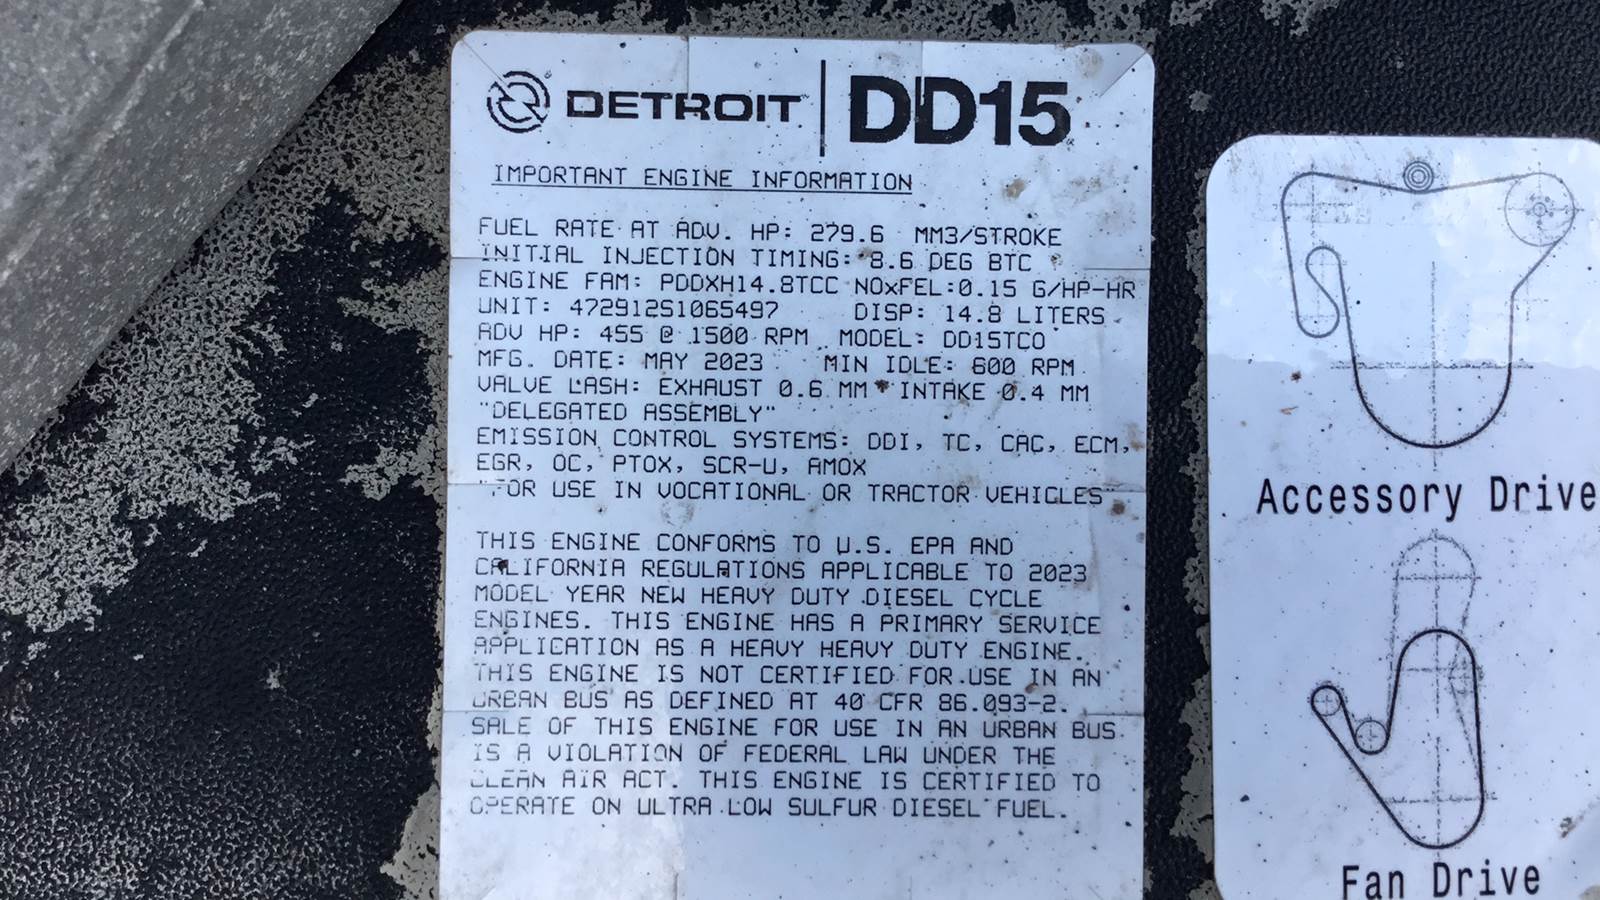 DETROIT DD15
IMPORTANT ENGINE INFORMATION
FUEL RATE AT ADV. HP: 279.6 MM3/STROKE
INITIAL INJECTION TIMING: 8.6 DEG BTC
ENGINE FAM: PDDXH14.8TCC NOxFEL:0.15 G/HP-HR
UNIT: 472912S1065497 DISP: 14.8 LITERS
ADV HP: 455 @ 1500 RPM MODEL: DD15TCO
MFG. DATE: MAY 2023 MIN IDLE: 600 RPM
VALVE LASH: EXHAUST 0.6 MM * INTAKE 0.4 MM
"DELEGATED ASSEMBLY"
EMISSION CONTROL SYSTEMS: DDI, TC, CAC, ECM,
EGR, OC, PTOX, SCR-U, AMOX
"FOR USE IN VOCATIONAL OR TRACTOR VEHICLES"
THIS ENGINE CONFORMS TO U.S. EPA AND
CALIFORNIA REGULATIONS APPLICABLE TO 2023
MODEL YEAR NEW HEAVY DUTY DIESEL CYCLE
ENGINES. THIS ENGINE HAS A PRIMARY SERVICE
APPLICATION AS A HEAVY HEAVY DUTY ENGINE.
THIS ENGINE IS NOT CERTIFIED FOR USE IN AN
URBAN BUS AS DEFINED AT 40 CFR 86.093-2.
SALE OF THIS ENGINE FOR USE IN AN URBAN BUS
IS A VIOLATION OF FEDERAL LAW UNDER THE
CLEAN AIR ACT. THIS ENGINE IS CERTIFIED TO
OPERATE ON ULTRA LOW SULFUR DIESEL FUEL.
Accessory Drive
Fan Drive